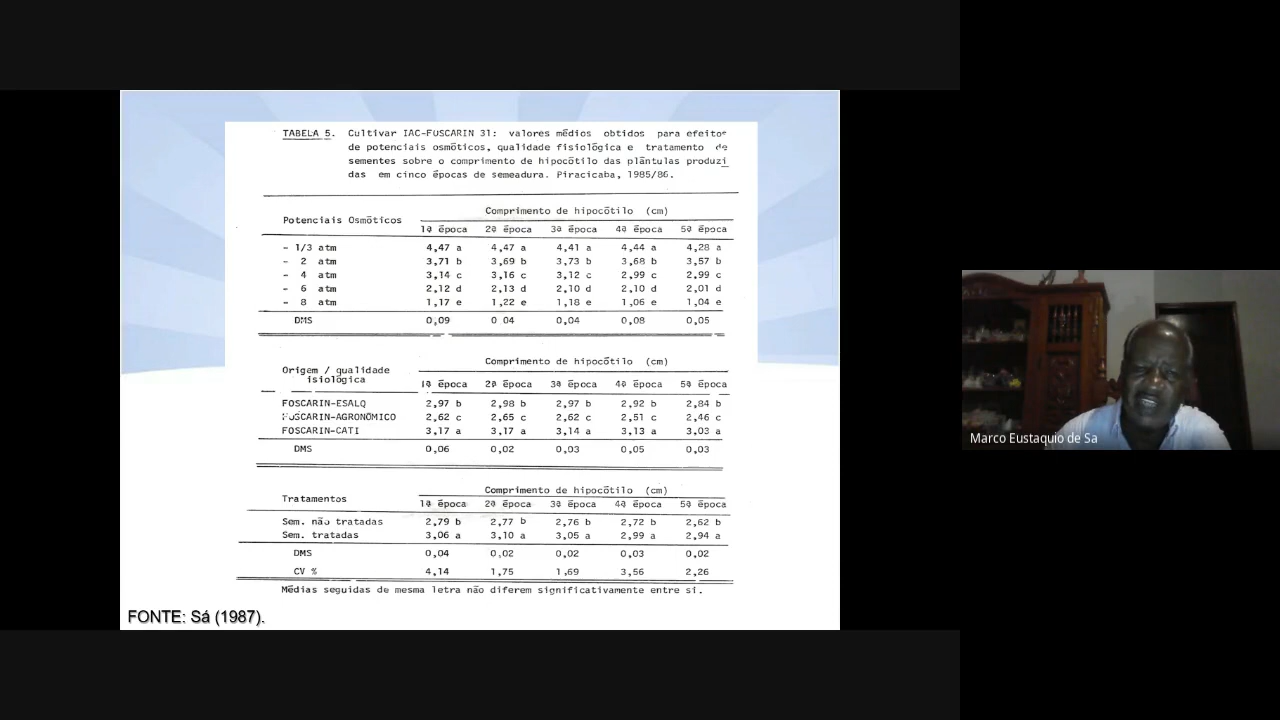 TABELA 5. Cultivar IAC-FUSCARIN 31: valores médios obtidos para efeitos
de potenciais osmóticos, qualidade fisiológica e tratamento de
sementes sobre o comprimento de hipocótilo das plântulas produzi
das em cinco épocas de semeadura. Piracicaba, 1985/86.
Potenciais Osmóticos Comprimento de hipocótilo (cm)
1ª época 2ª época 3ª época 4ª época 5ª época
- 1/3 atm 4,47 a 4,47 a 4,41 a 4,44 a 4,28 a
- 2 atm 3,71 b 3,69 b 3,73 b 3,68 b 3,57 b
- 4 atm 3,14 c 3,16 c 3,12 c 2,99 c 2,99 c
- 6 atm 2,12 d 2,13 d 2,10 d 2,10 d 2,01 d
- 8 atm 1,17 e 1,22 e 1,18 e 1,06 e 1,04 e
DMS 0,09 0 04 0,04 0,08 0,05
Origem / qualidade fisiológica Comprimento de hipocótilo (cm)
1ª época 2ª época 3ª época 4ª época 5ª época
FOSCARIN-ESALQ 2,97 b 2,98 b 2,97 b 2,92 b 2,84 b
FOSCARIN-AGRONÔMICO 2,62 c 2,65 c 2,62 c 2,51 c 2,46 c
FOSCARIN-CATI 3,17 a 3,17 a 3,14 a 3,13 a 3,03 a
DMS 0,06 0,02 0,03 0,05 0,03
Tratamentos Comprimento de hipocótilo (cm)
1ª época 2ª época 3ª época 4ª época 5ª época
Sem. não tratadas 2,79 b 2,77 b 2,76 b 2,72 b 2,62 b
Sem. tratadas 3,06 a 3,10 a 3,05 a 2,99 a 2,94 a
DMS 0,04 0,02 0,02 0,03 0,02
CV % 4,14 1,75 1,69 3,56 2,26
Médias seguidas de mesma letra não diferem significativamente entre si.
FONTE: Sá (1987).
Marco Eustaquio de Sa